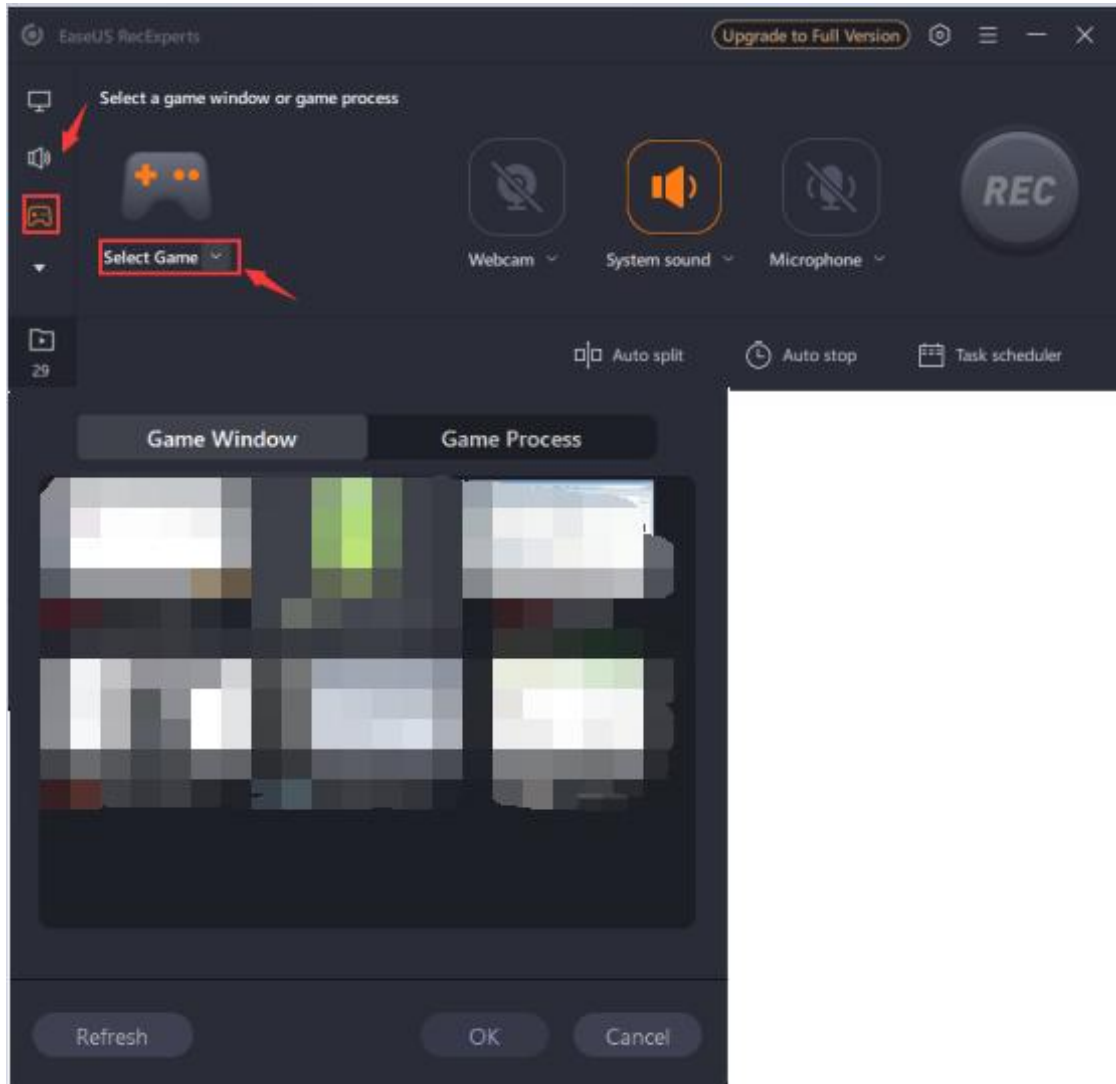 EaseUS RecExperts
Upgrade to Full Version
Select a game window or game process
REC
Select Game
Webcam
System sound
Microphone
29
Auto split
Auto stop
Task scheduler
Game Window
Game Process
Refresh
OK
Cancel